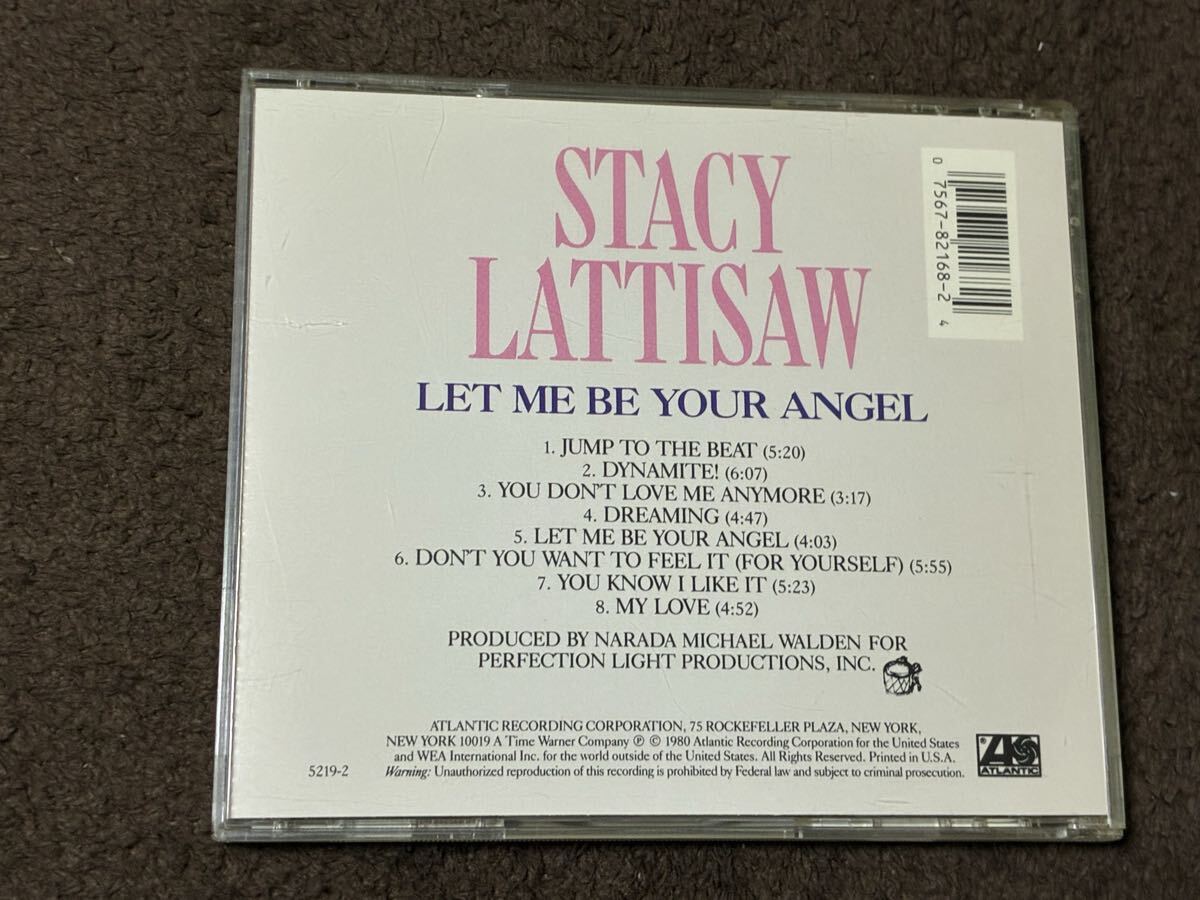 STACY
LATTISAW
0 7567-82168-2 4
LET ME BE YOUR ANGEL
1. JUMP TO THE BEAT (5:20)
2. DYNAMITE! (6:07)
3. YOU DON'T LOVE ME ANYMORE (3:17)
4. DREAMING (4:47)
5. LET ME BE YOUR ANGEL (4:03)
6. DON'T YOU WANT TO FEEL IT (FOR YOURSELF) (5:55)
7. YOU KNOW I LIKE IT (5:23)
8. MY LOVE (4:52)
PRODUCED BY NARADA MICHAEL WALDEN FOR
PERFECTION LIGHT PRODUCTIONS, INC.
ATLANTIC RECORDING CORPORATION, 75 ROCKEFELLER PLAZA, NEW YORK,
NEW YORK 10019 A Time Warner Company ℗ © 1980 Atlantic Recording Corporation for the United States
and WEA International Inc. for the world outside of the United States. All Rights Reserved. Printed in U.S.A.
5219-2 Warning: Unauthorized reproduction of this recording is prohibited by Federal law and subject to criminal prosecution.
® ATLANTIC